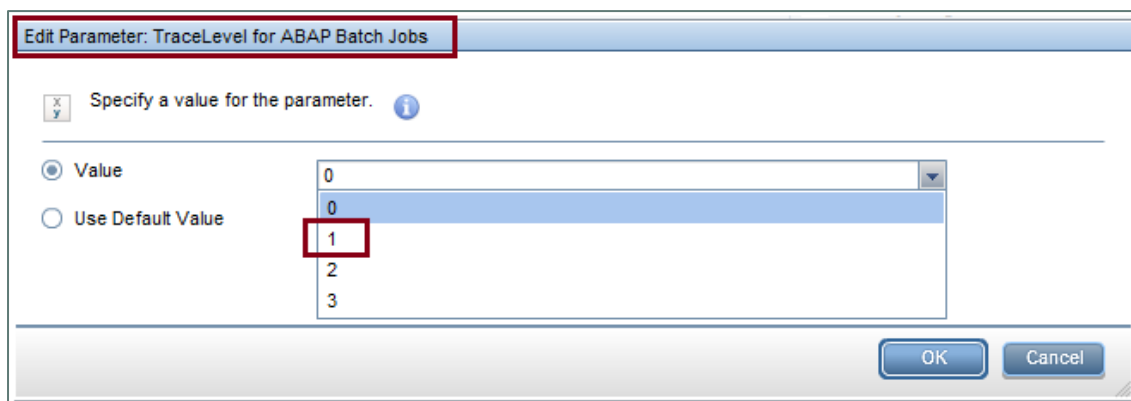 Edit Parameter: TraceLevel for ABAP Batch Jobs
x
y
Specify a value for the parameter.
i
Value
0
Use Default Value
0
1
2
3
OK
Cancel